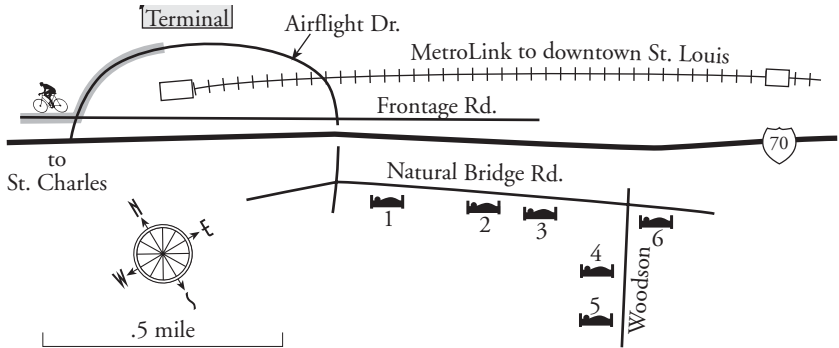 Terminal
Airflight Dr.
MetroLink to downtown St. Louis
Frontage Rd.
to
St. Charles
70
Natural Bridge Rd.
1
2
3
4
5
6
Woodson
N
E
W
S
.5 mile